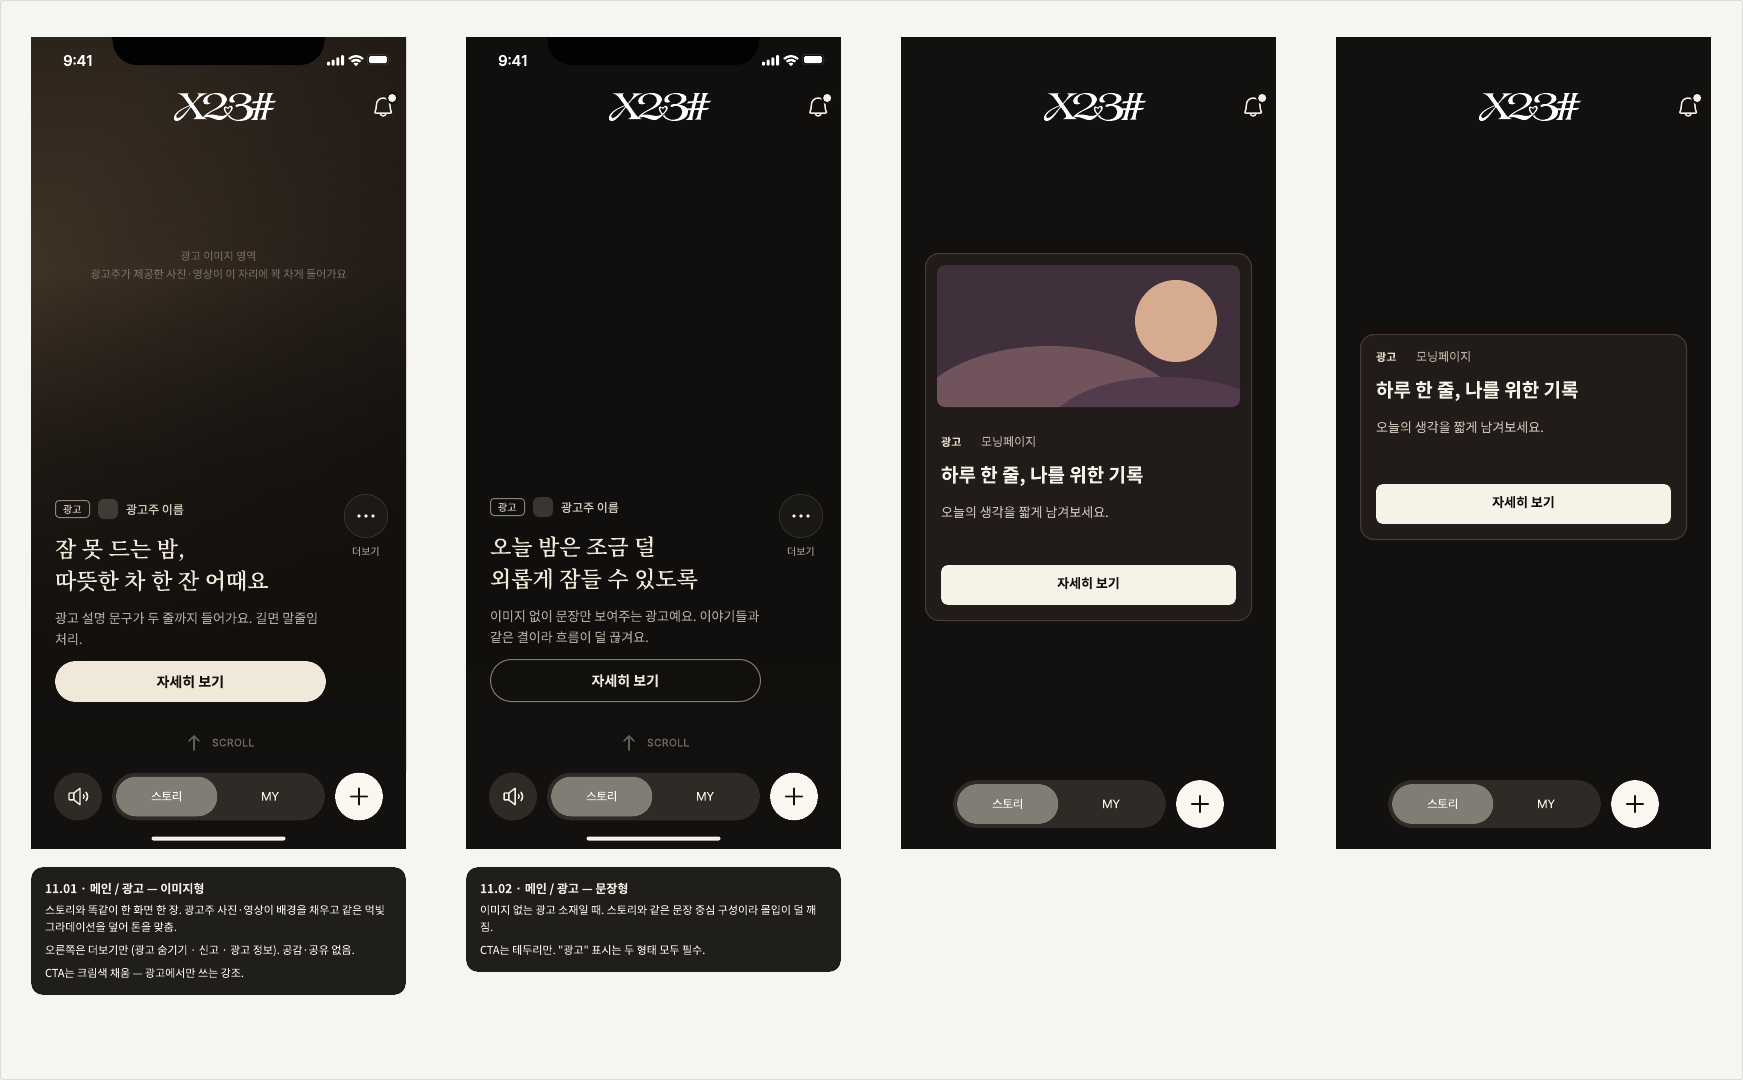 9:41
X23#
광고 이미지 영역
광고주가 제공한 사진·영상이 이 자리에 꽉 차게 들어가요
광고
광고주 이름
잠 못 드는 밤,
따뜻한 차 한 잔 어때요
더보기
광고 설명 문구가 두 줄까지 들어가요. 길면 말줄임
처리.
자세히 보기
SCROLL
스토리
MY
11.01 · 메인 / 광고 — 이미지형
스토리와 똑같이 한 화면 한 장. 광고주 사진·영상이 배경을 채우고 같은 먹빛
그라데이션을 덮어 톤을 맞춤.
오른쪽은 더보기만 (광고 숨기기 · 신고 · 광고 정보). 공감·공유 없음.
CTA는 크림색 채움 — 광고에서만 쓰는 강조.
9:41
X23#
광고
광고주 이름
오늘 밤은 조금 덜
외롭게 잠들 수 있도록
더보기
이미지 없이 문장만 보여주는 광고예요. 이야기들과
같은 결이라 흐름이 덜 끊겨요.
자세히 보기
SCROLL
스토리
MY
11.02 · 메인 / 광고 — 문장형
이미지 없는 광고 소재일 때. 스토리와 같은 문장 중심 구성이라 몰입이 덜 깨
짐.
CTA는 테두리만. "광고" 표시는 두 형태 모두 필수.
X23#
광고
모닝페이지
하루 한 줄, 나를 위한 기록
오늘의 생각을 짧게 남겨보세요.
자세히 보기
스토리
MY
X23#
광고
모닝페이지
하루 한 줄, 나를 위한 기록
오늘의 생각을 짧게 남겨보세요.
자세히 보기
스토리
MY